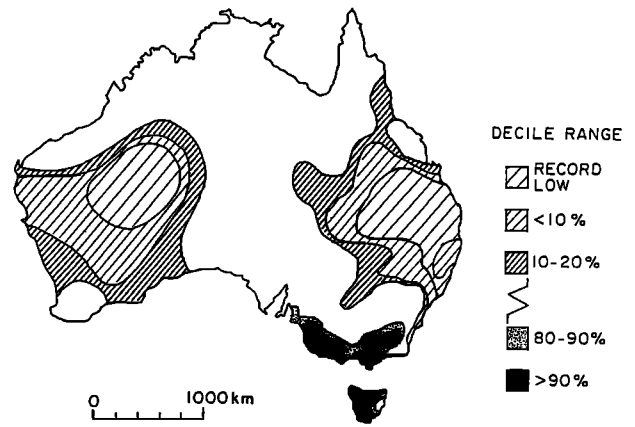 DECILE RANGE
RECORD
LOW
<10%
10-20%
80-90%
>90%
0 1000km